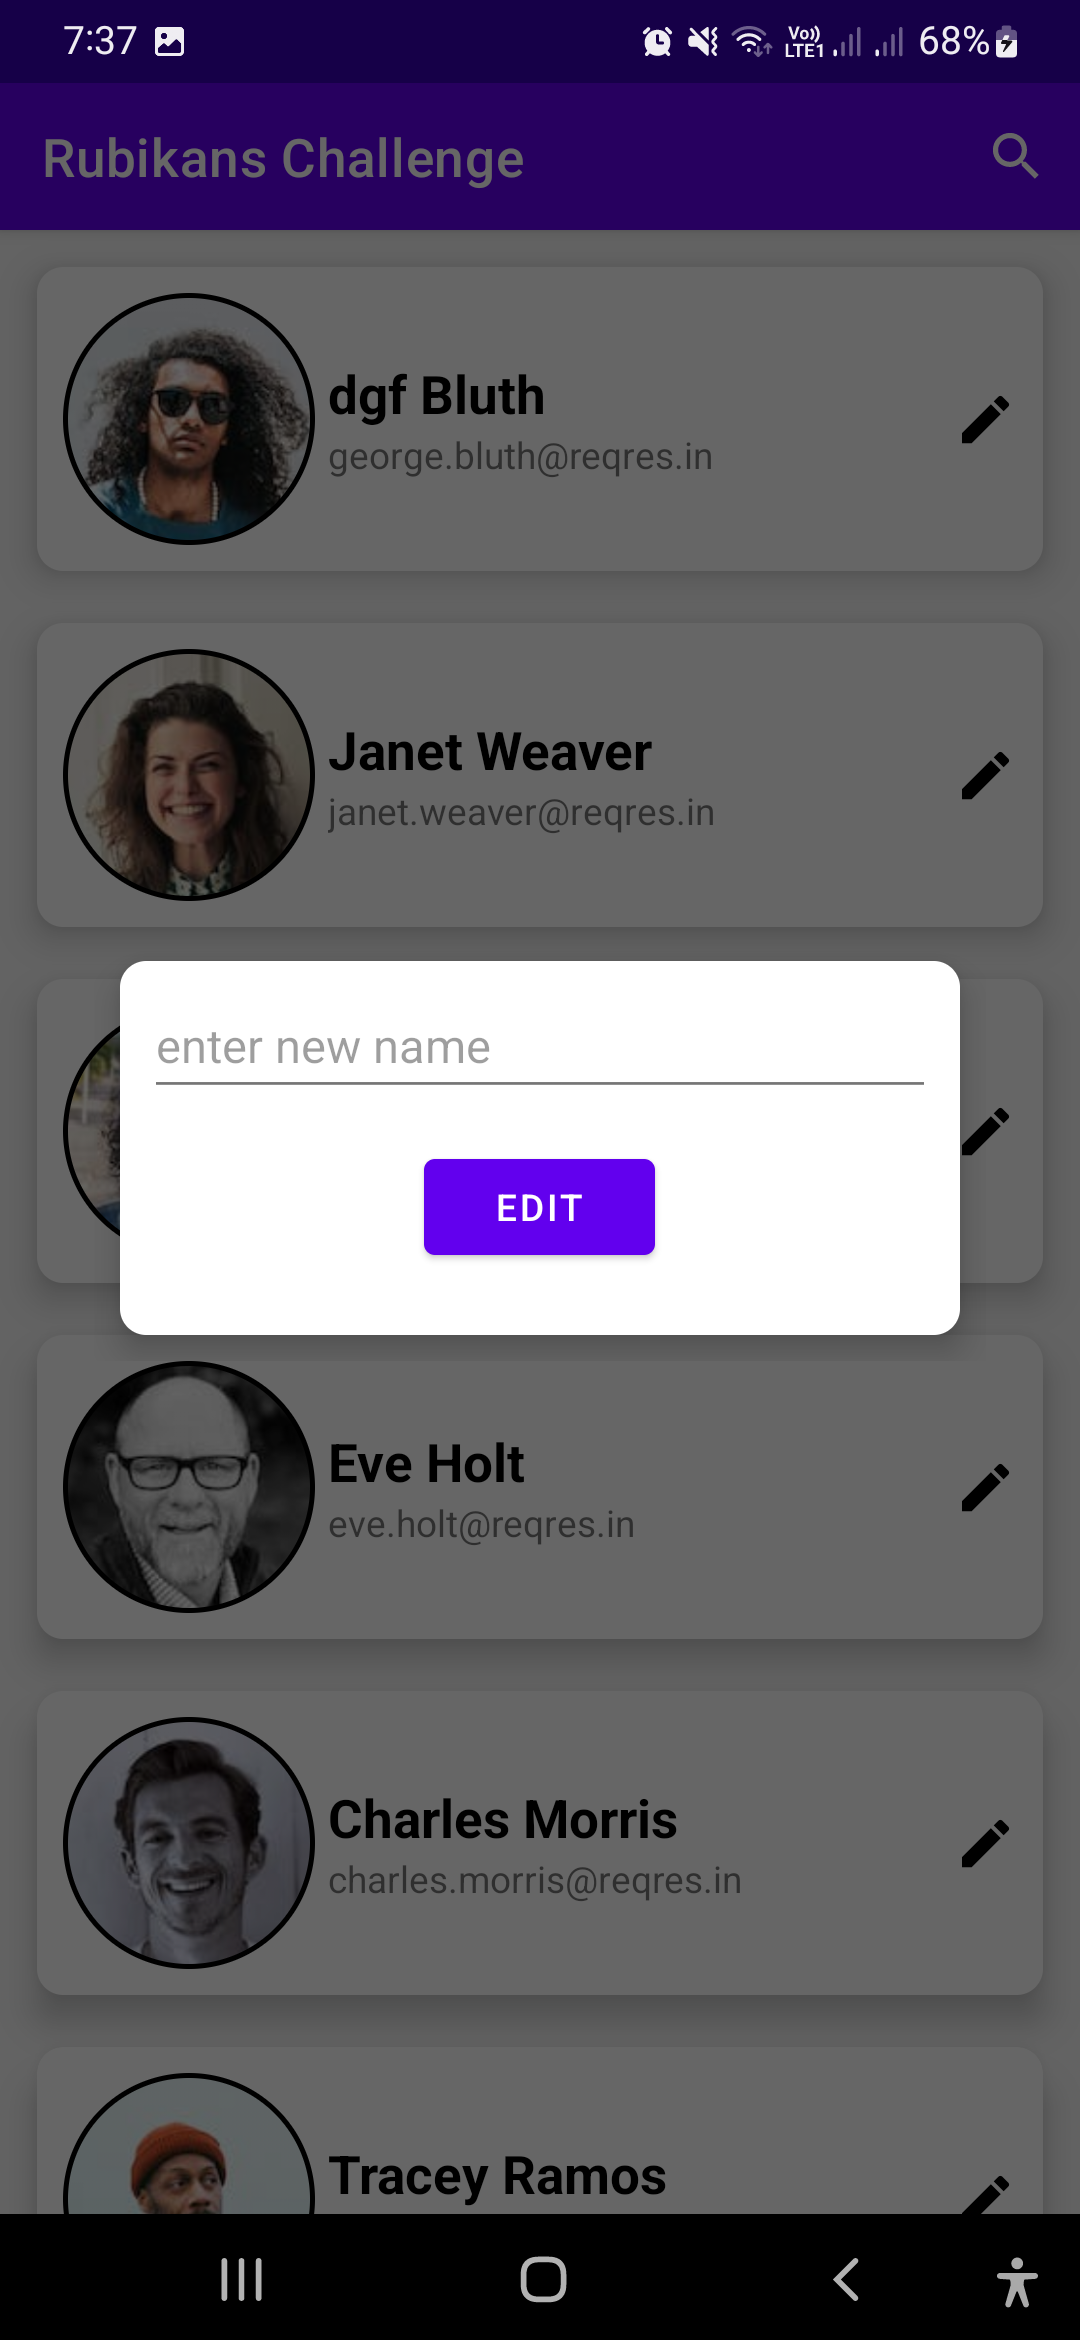 7:37
Vo))
LTE1
68%
Rubikans Challenge
dgf Bluth
george.bluth@reqres.in
Janet Weaver
janet.weaver@reqres.in
enter new name
EDIT
Eve Holt
eve.holt@reqres.in
Charles Morris
charles.morris@reqres.in
Tracey Ramos